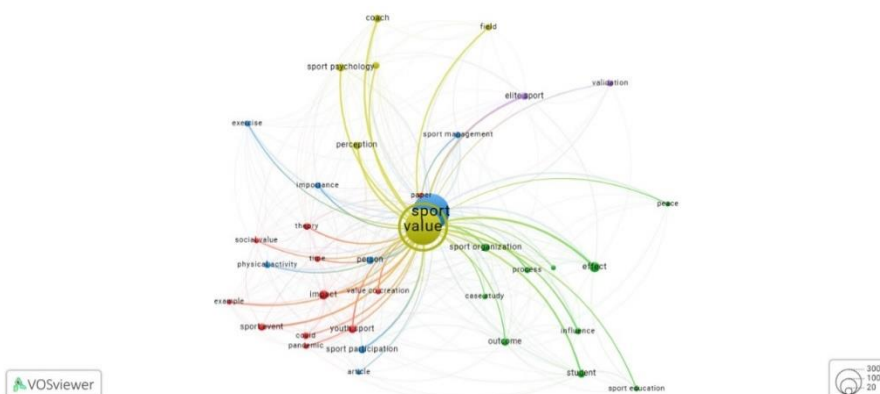 coach
field
sport psychology
validation
elite sport
exercise
sport management
perception
importance
paper
peace
sport
value
theory
social value
sport organization
time
person
physical activity
process
effect
value co creation
impact
case study
example
sport event
youth sport
influence
covid
outcome
pandemic
sport participation
article
student
sport education
VOSviewer
300
100
20